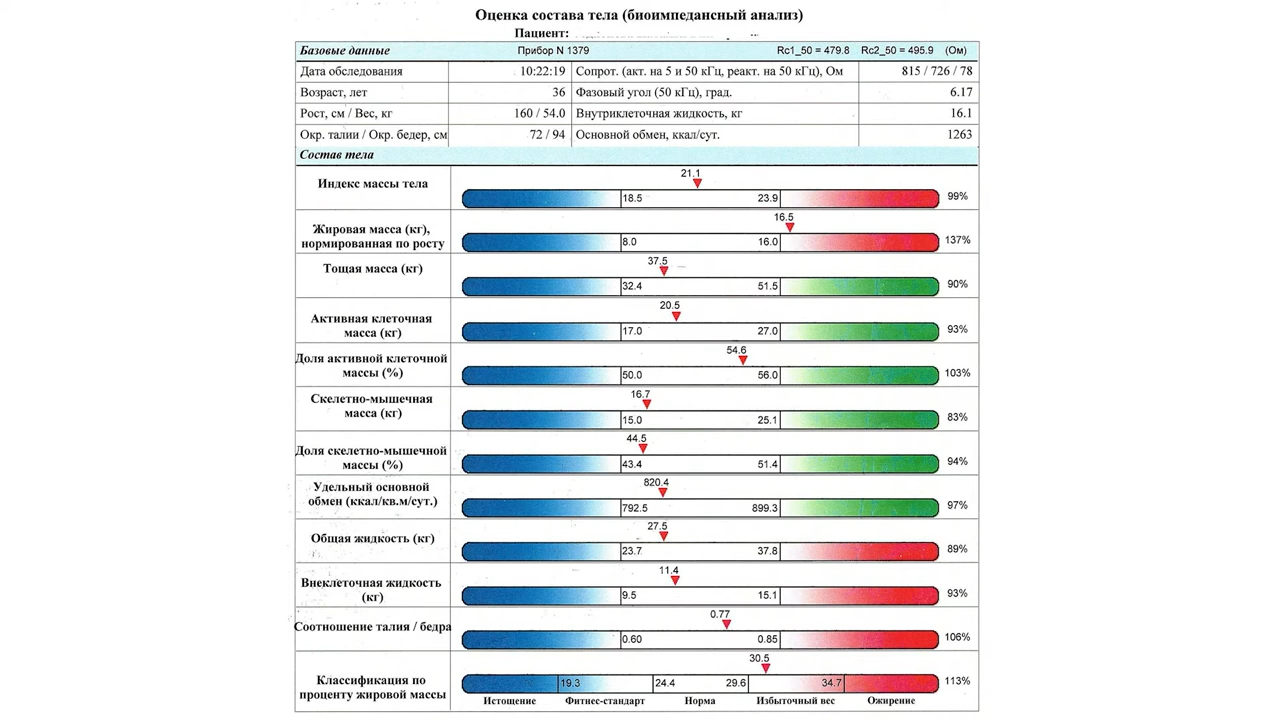 Оценка состава тела (биоимпедансный анализ)
Пациент:
Базовые данные Прибор N 1379 Rc1_50 = 479.8 Rc2_50 = 495.9 (Ом)
Дата обследования 10:22:19 Сопрот. (акт. на 5 и 50 кГц, реакт. на 50 кГц), Ом 815 / 726 / 78
Возраст, лет 36 Фазовый угол (50 кГц), град. 6.17
Рост, см / Вес, кг 160 / 54.0 Внутриклеточная жидкость, кг 16.1
Окр. талии / Окр. бедер, см 72 / 94 Основной обмен, ккал/сут. 1263
Состав тела
21.1
Индекс массы тела
18.5 23.9 99%
16.5
Жировая масса (кг),
нормированная по росту
8.0 16.0 137%
37.5
Тощая масса (кг)
32.4 51.5 90%
20.5
Активная клеточная
масса (кг)
17.0 27.0 93%
54.6
Доля активной клеточной
массы (%)
50.0 56.0 103%
16.7
Скелетно-мышечная
масса (кг)
15.0 25.1 83%
44.5
Доля скелетно-мышечной
массы (%)
43.4 51.4 94%
820.4
Удельный основной
обмен (ккал/кв.м/сут.)
792.5 899.3 97%
27.5
Общая жидкость (кг)
23.7 37.8 89%
11.4
Внеклеточная жидкость
(кг)
9.5 15.1 93%
0.77
Соотношение талия / бедра
0.60 0.85 106%
30.5
Классификация по
проценту жировой массы
19.3 24.4 29.6 34.7 113%
Истощение Фитнес-стандарт Норма Избыточный вес Ожирение